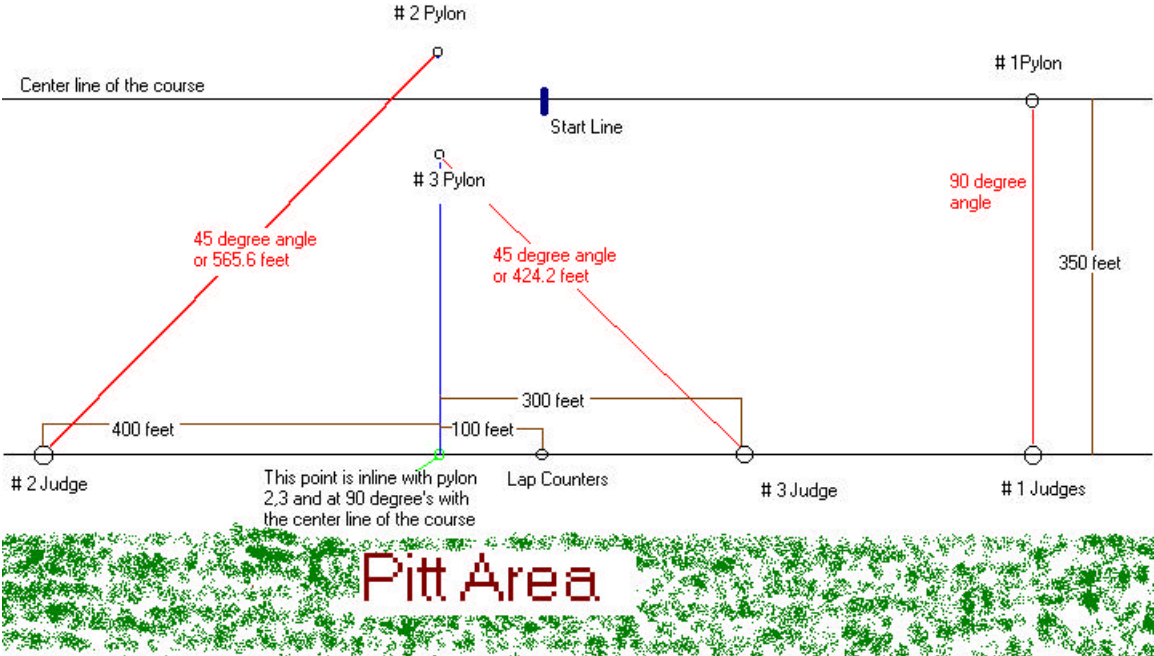 # 2 Pylon
# 1Pylon
Center line of the course
Start Line
# 3 Pylon
90 degree
angle
45 degree angle
or 565.6 feet
45 degree angle
or 424.2 feet
350 feet
300 feet
400 feet
100 feet
# 2 Judge
This point is inline with pylon
2,3 and at 90 degree's with
the center line of the course
Lap Counters
# 3 Judge
# 1 Judges
Pitt Area